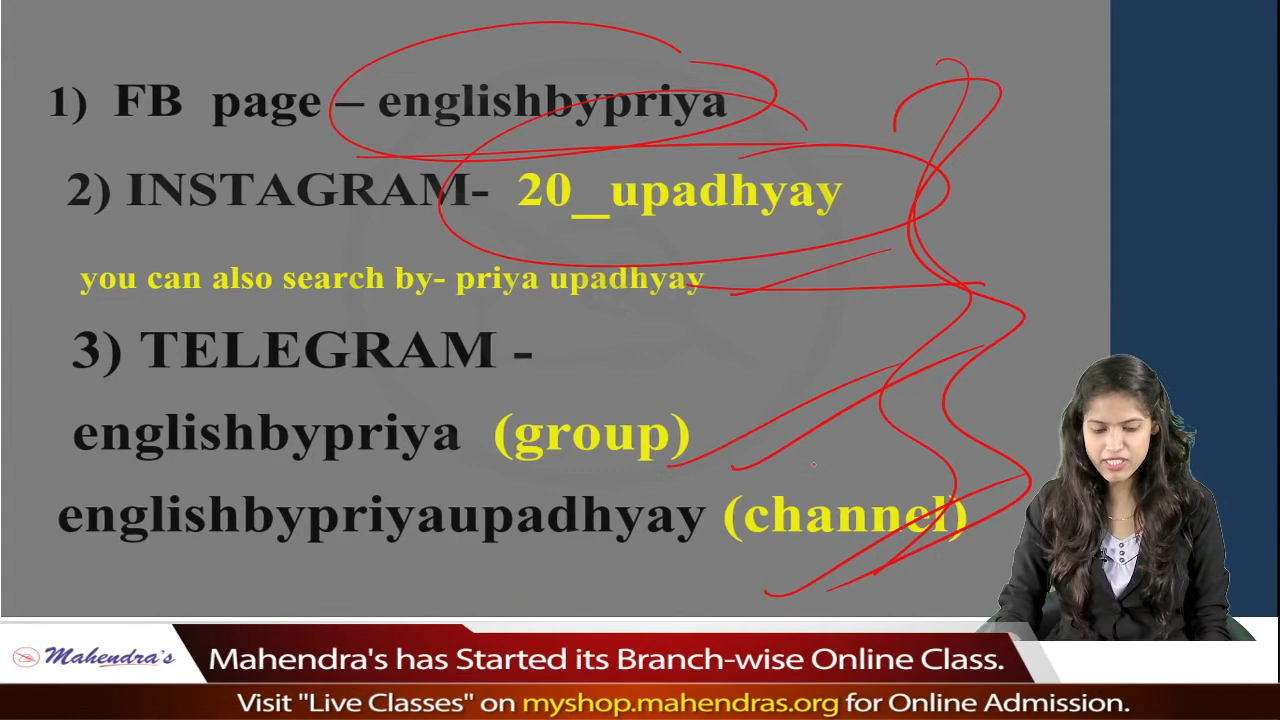 1) FB page – englishbypriya
2) INSTAGRAM- 20_upadhyay
you can also search by- priya upadhyay
3) TELEGRAM -
englishbypriya (group)
englishbypriyaupadhyay (channel)
Mahendra's
Mahendra's has Started its Branch-wise Online Class.
Visit "Live Classes" on myshop.mahendras.org for Online Admission.